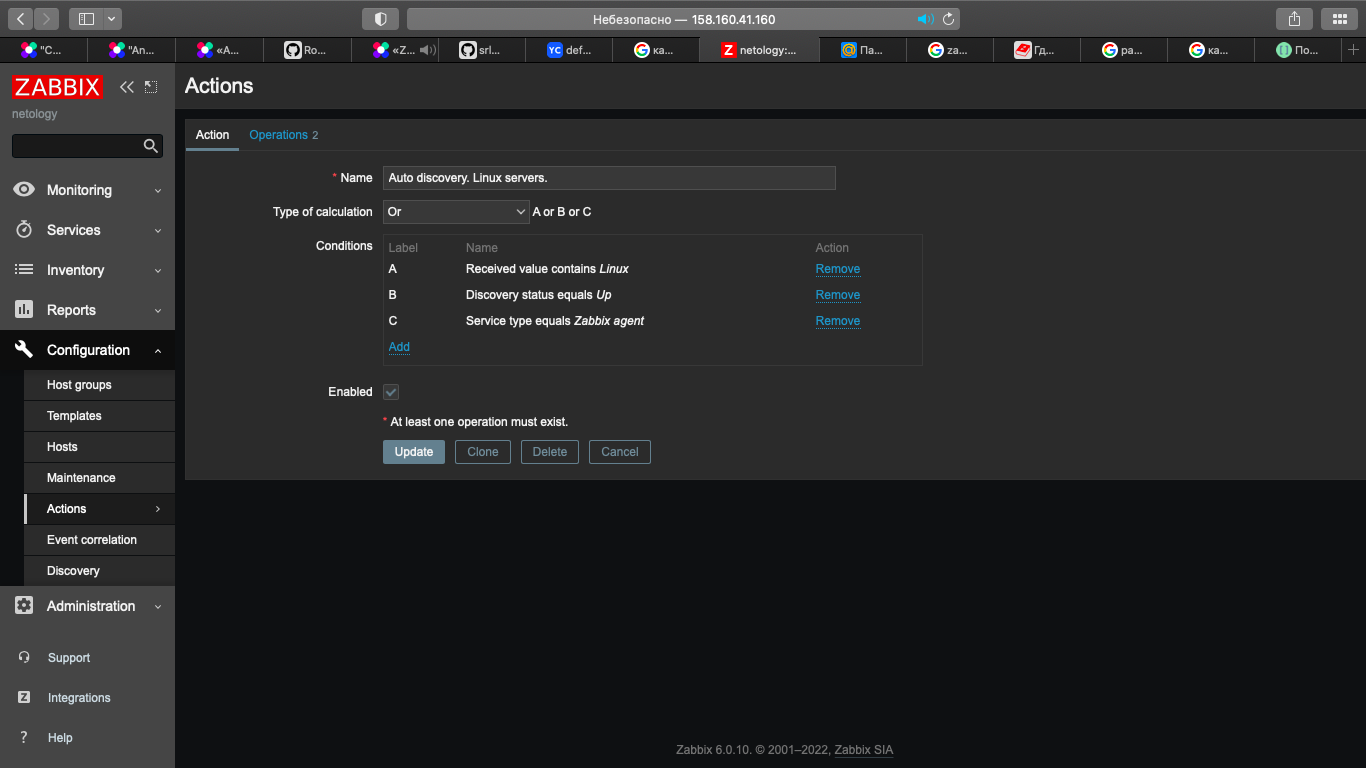 Небезопасно — 158.160.41.160
"С...
"An...
«А...
Ro...
«Z...
srl...
YC def...
ка...
Z netology:...
Па...
za...
Гд...
ра...
ка...
По...
ZABBIX
netology
Monitoring
Services
Inventory
Reports
Configuration
Host groups
Templates
Hosts
Maintenance
Actions
Event correlation
Discovery
Administration
Support
Z Integrations
? Help
Actions
Action Operations 2
* Name Auto discovery. Linux servers.
Type of calculation Or A or B or C
Conditions Label Name Action
A Received value contains Linux Remove
B Discovery status equals Up Remove
C Service type equals Zabbix agent Remove
Add
Enabled
* At least one operation must exist.
Update Clone Delete Cancel
Zabbix 6.0.10. © 2001–2022, Zabbix SIA